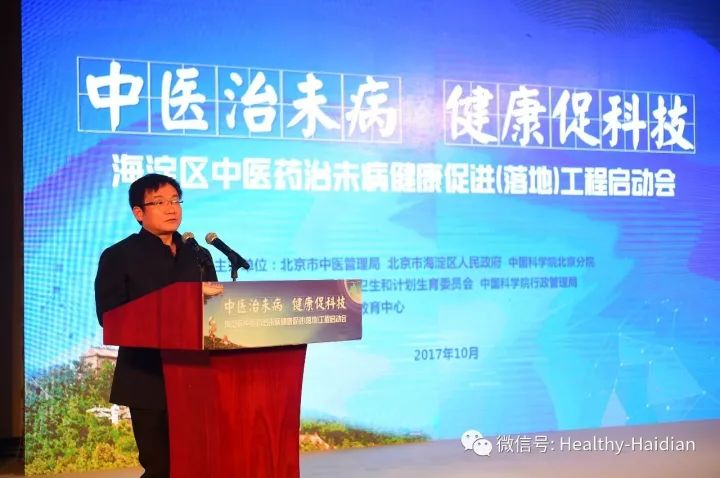 中医治未病 健康促科技
海淀区中医药治未病健康促进(落地)工程启动会
单位：北京市中医管理局 北京市海淀区人民政府 中国科学院北京分院
卫生和计划生育委员会 中国科学院行政管理局
教育中心
2017年10月
中医治未病 健康促科技
海淀区中医药治未病健康促进(落地)工程启动会
微信号: Healthy-Haidian